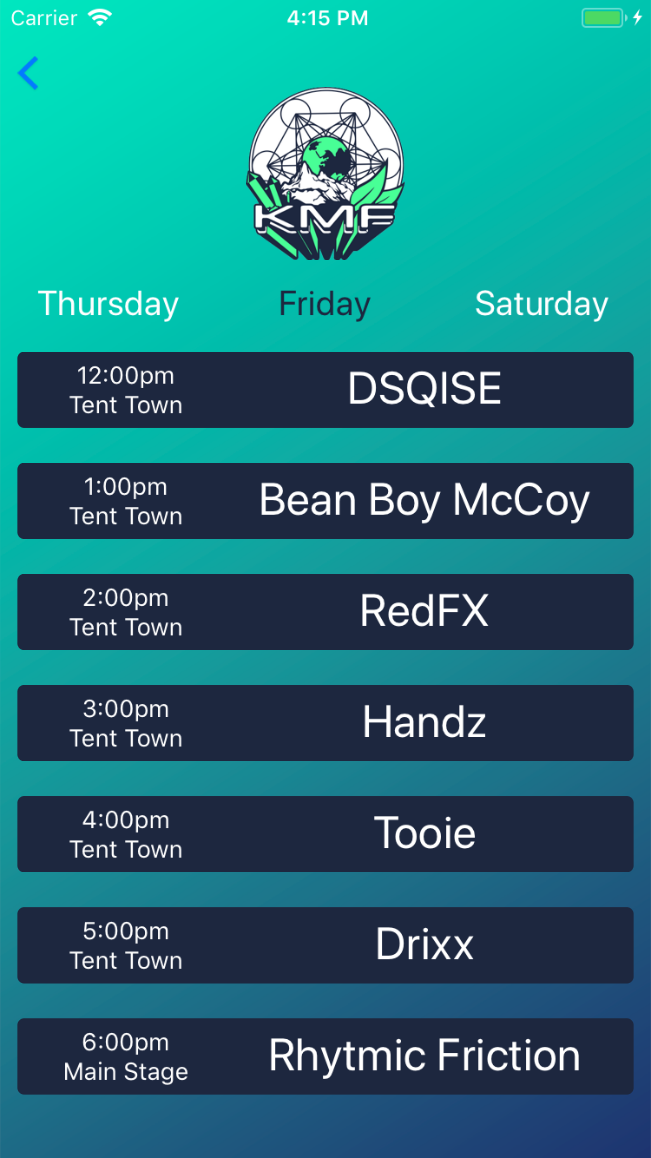 Carrier 4:15 PM
KMF
Thursday Friday Saturday
12:00pm
Tent Town
DSQISE
1:00pm
Tent Town
Bean Boy McCoy
2:00pm
Tent Town
RedFX
3:00pm
Tent Town
Handz
4:00pm
Tent Town
Tooie
5:00pm
Tent Town
Drixx
6:00pm
Main Stage
Rhytmic Friction